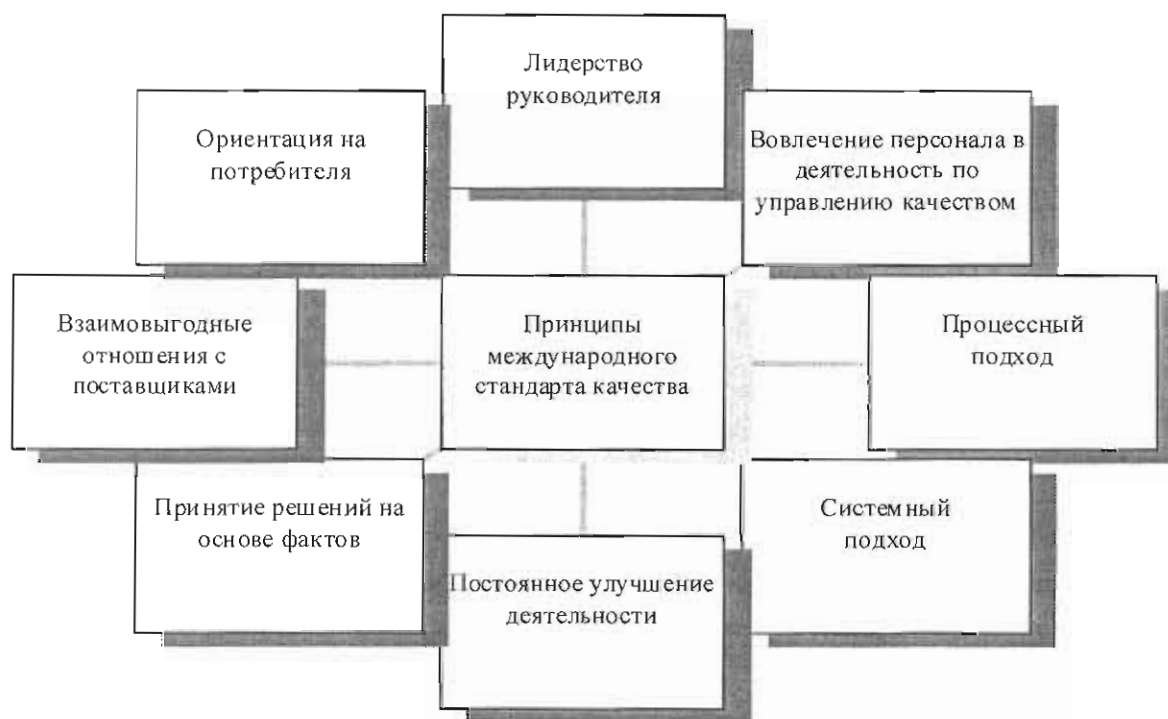 Лидерство
руководителя
Ориентация на
потребителя
Вовлечение персонала в
деятельность по
управлению качеством
Взаимовыгодные
отношения с
поставщиками
Принципы
международного
стандарта качества
Процессный
подход
Принятие решений на
основе фактов
Постоянное улучшение
деятельности
Системный
подход